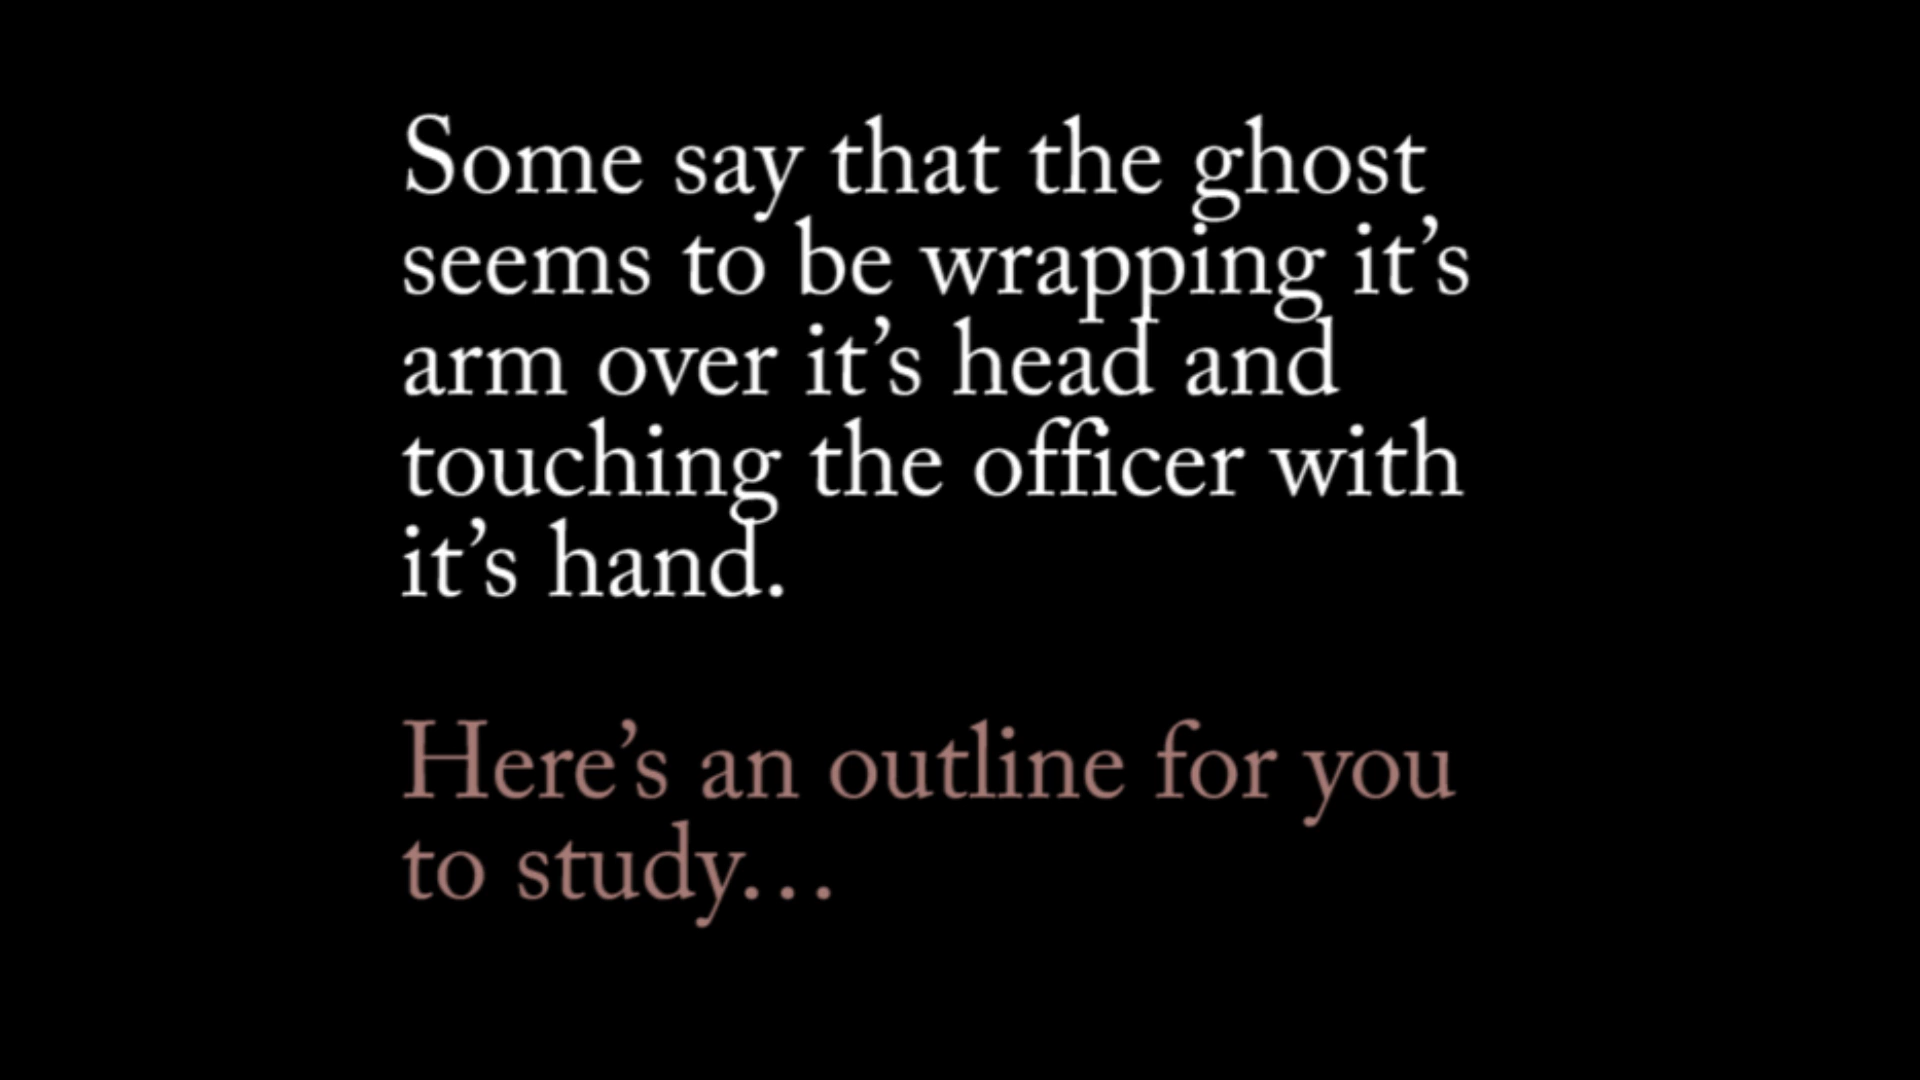 Some say that the ghost
seems to be wrapping it’s
arm over it’s head and
touching the officer with
it’s hand.
Here’s an outline for you
to study…